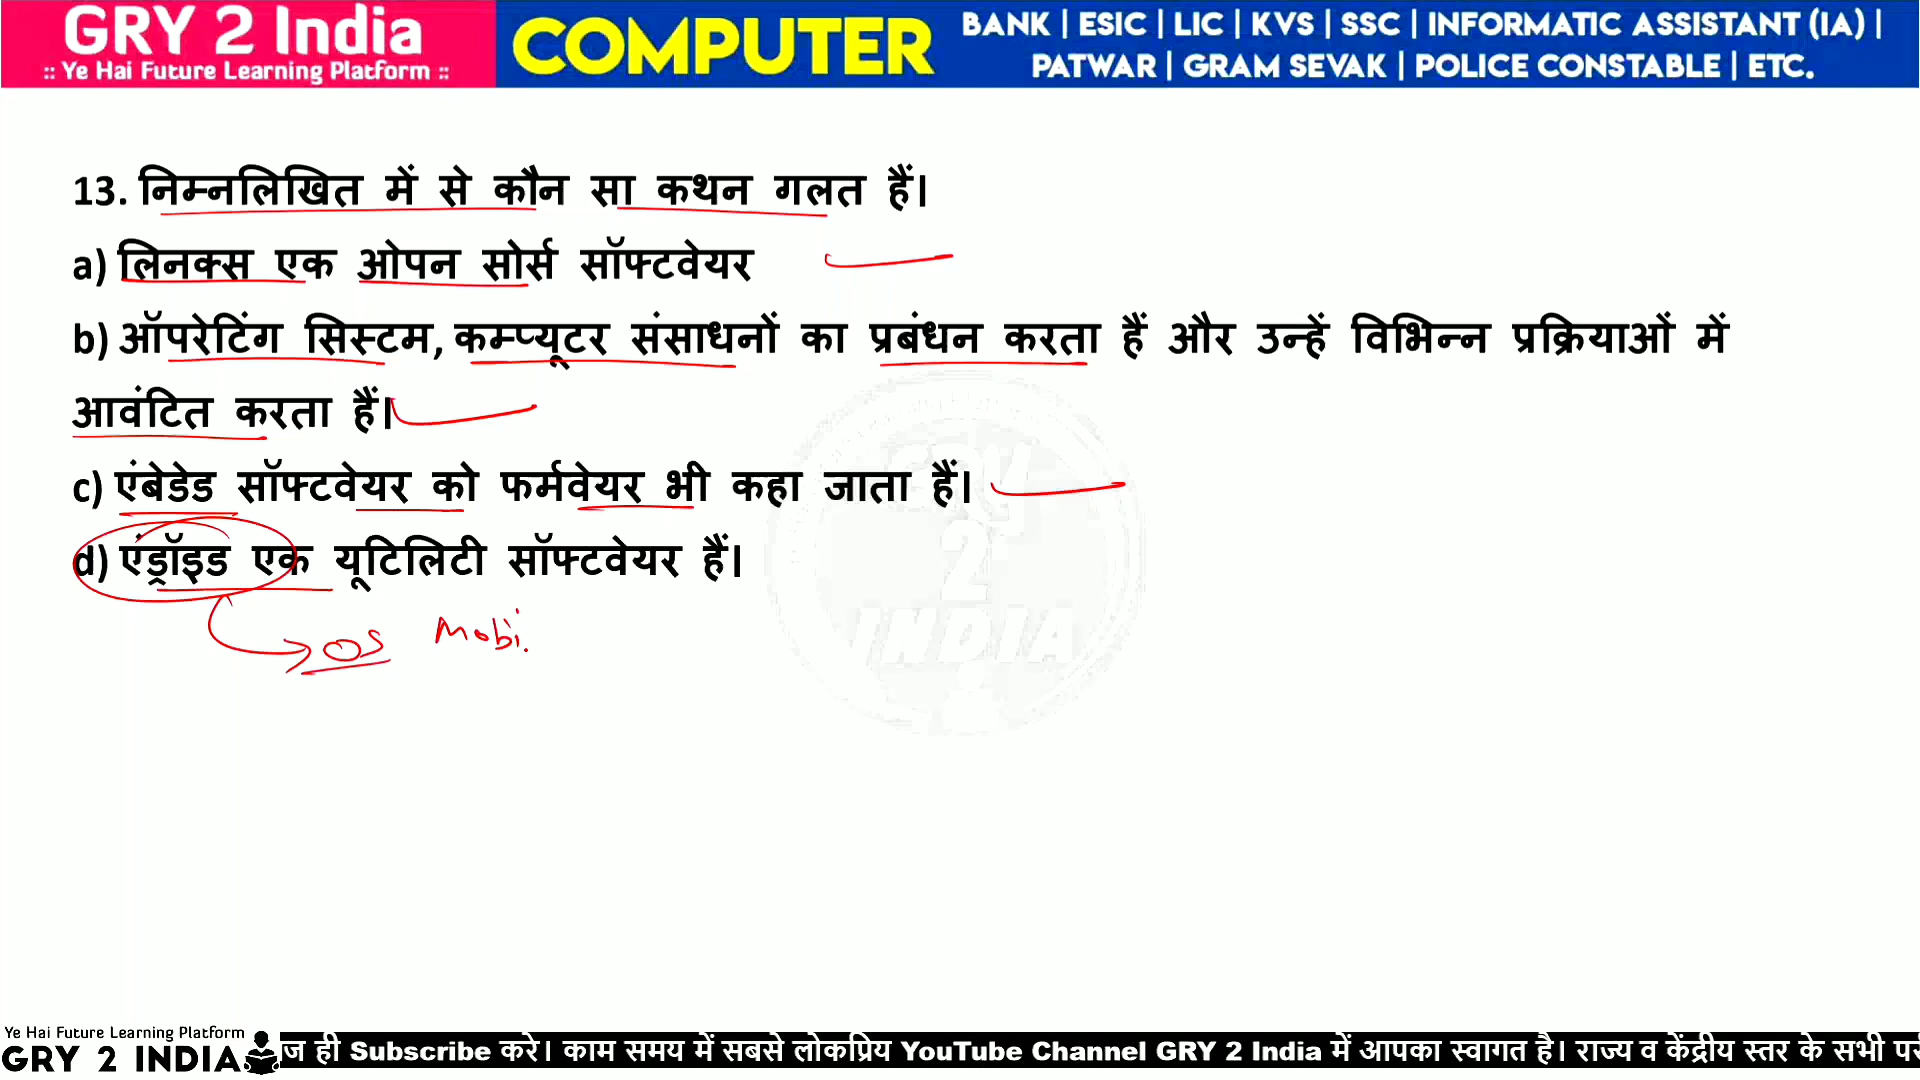 GRY 2 India
:: Ye Hai Future Learning Platform ::
COMPUTER
BANK | ESIC | LIC | KVS | SSC | INFORMATIC ASSISTANT (IA) |
PATWAR | GRAM SEVAK | POLICE CONSTABLE | ETC.
13. निम्नलिखित में से कौन सा कथन गलत हैं।
a) लिनक्स एक ओपन सोर्स सॉफ्टवेयर
b) ऑपरेटिंग सिस्टम, कम्प्यूटर संसाधनों का प्रबंधन करता हैं और उन्हें विभिन्न प्रक्रियाओं में
आवंटित करता हैं।
c) एंबेडेड सॉफ्टवेयर को फर्मवेयर भी कहा जाता हैं।
d) एंड्रॉइड एक यूटिलिटी सॉफ्टवेयर हैं।
OS Mobi
GRY
2
INDIA
Ye Hai Future Learning Platform
GRY 2 INDIA
ज ही Subscribe करे। काम समय में सबसे लोकप्रिय YouTube Channel GRY 2 India में आपका स्वागत है। राज्य व केंद्रीय स्तर के सभी परी